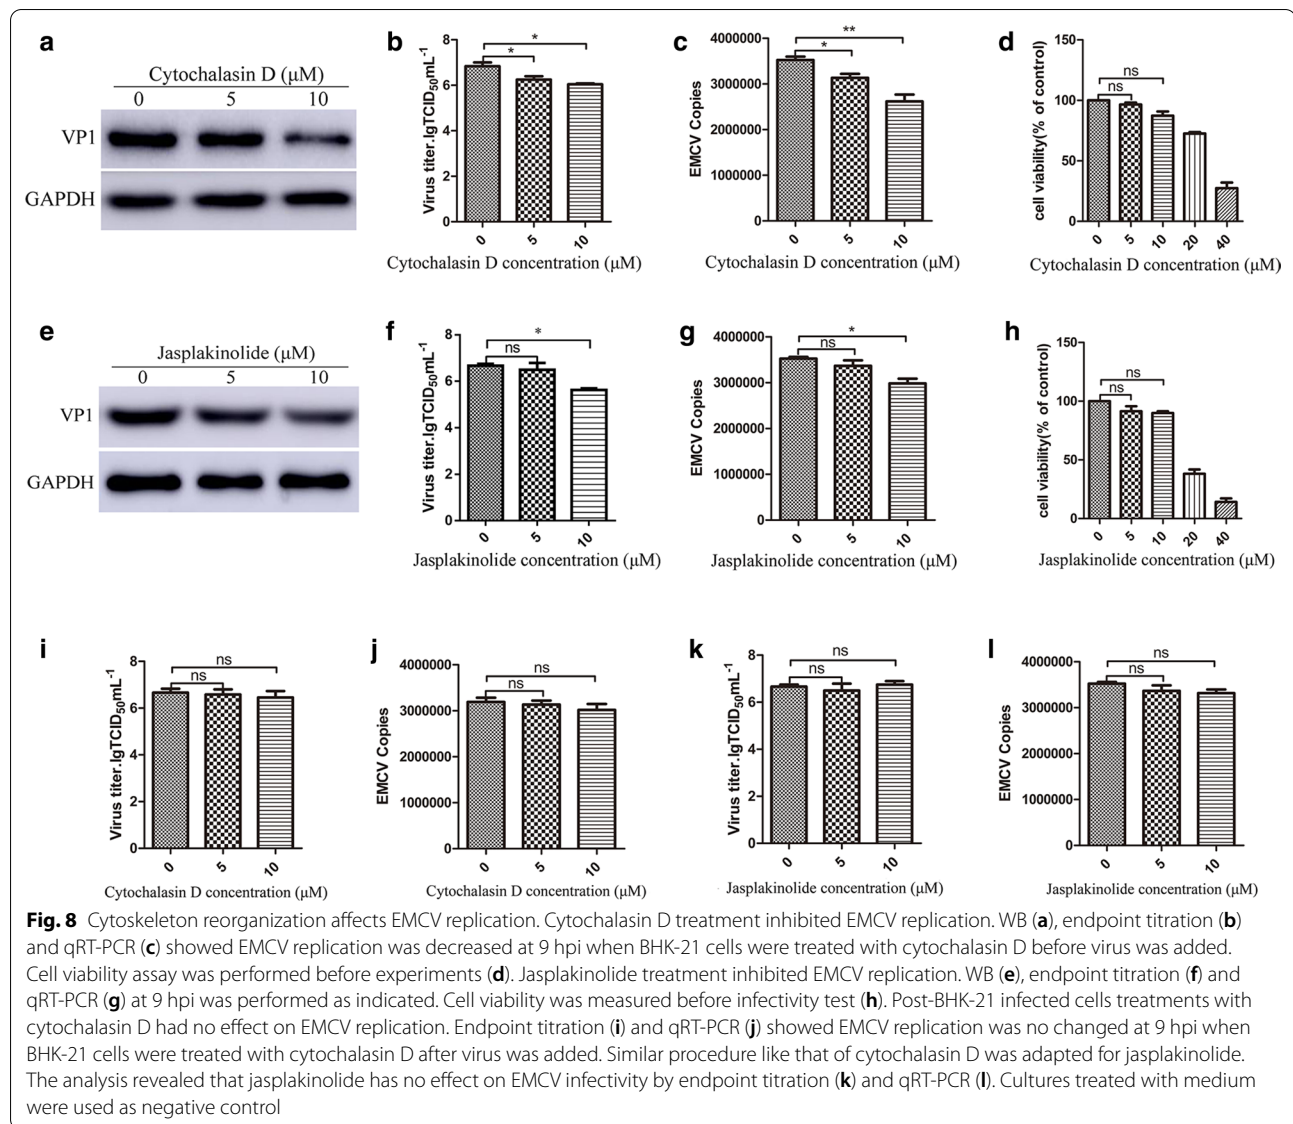 a
Cytochalasin D (μM)
0 5 10
VP1
GAPDH
b
Virus titer.lgTCID50mL-1
8
6
4
2
0
* *
0 5 10
Cytochalasin D concentration (μM)
c
EMCV Copies
4000000
3000000
2000000
1000000
0
**
*
0 5 10
Cytochalasin D concentration (μM)
d
cell viability(% of control)
150
100
50
0
ns
ns
0 5 10 20 40
Cytochalasin D concentration (μM)
e
Jasplakinolide (μM)
0 5 10
VP1
GAPDH
f
Virus titer.lgTCID50mL-1
8
6
4
2
0
*
ns
0 5 10
Jasplakinolide concentration (μM)
g
EMCV Copies
4000000
3000000
2000000
1000000
0
*
ns
0 5 10
Jasplakinolide concentration (μM)
h
cell viability(% of control)
150
100
50
0
ns
ns
0 5 10 20 40
Jasplakinolide concentration (μM)
i
Virus titer.lgTCID50mL-1
8
6
4
2
0
ns
ns
0 5 10
Cytochalasin D concentration (μM)
j
EMCV Copies
4000000
3000000
2000000
1000000
0
ns
ns
0 5 10
Cytochalasin D concentration (μM)
k
Virus titer.lgTCID50mL-1
8
6
4
2
0
ns
ns
0 5 10
Jasplakinolide concentration (μM)
l
EMCV Copies
4000000
3000000
2000000
1000000
0
ns
ns
0 5 10
Jasplakinolide concentration (μM)
Fig. 8 Cytoskeleton reorganization affects EMCV replication. Cytochalasin D treatment inhibited EMCV replication. WB (a), endpoint titration (b)
and qRT-PCR (c) showed EMCV replication was decreased at 9 hpi when BHK-21 cells were treated with cytochalasin D before virus was added.
Cell viability assay was performed before experiments (d). Jasplakinolide treatment inhibited EMCV replication. WB (e), endpoint titration (f) and
qRT-PCR (g) at 9 hpi was performed as indicated. Cell viability was measured before infectivity test (h). Post-BHK-21 infected cells treatments with
cytochalasin D had no effect on EMCV replication. Endpoint titration (i) and qRT-PCR (j) showed EMCV replication was no changed at 9 hpi when
BHK-21 cells were treated with cytochalasin D after virus was added. Similar procedure like that of cytochalasin D was adapted for jasplakinolide.
The analysis revealed that jasplakinolide has no effect on EMCV infectivity by endpoint titration (k) and qRT-PCR (l). Cultures treated with medium
were used as negative control